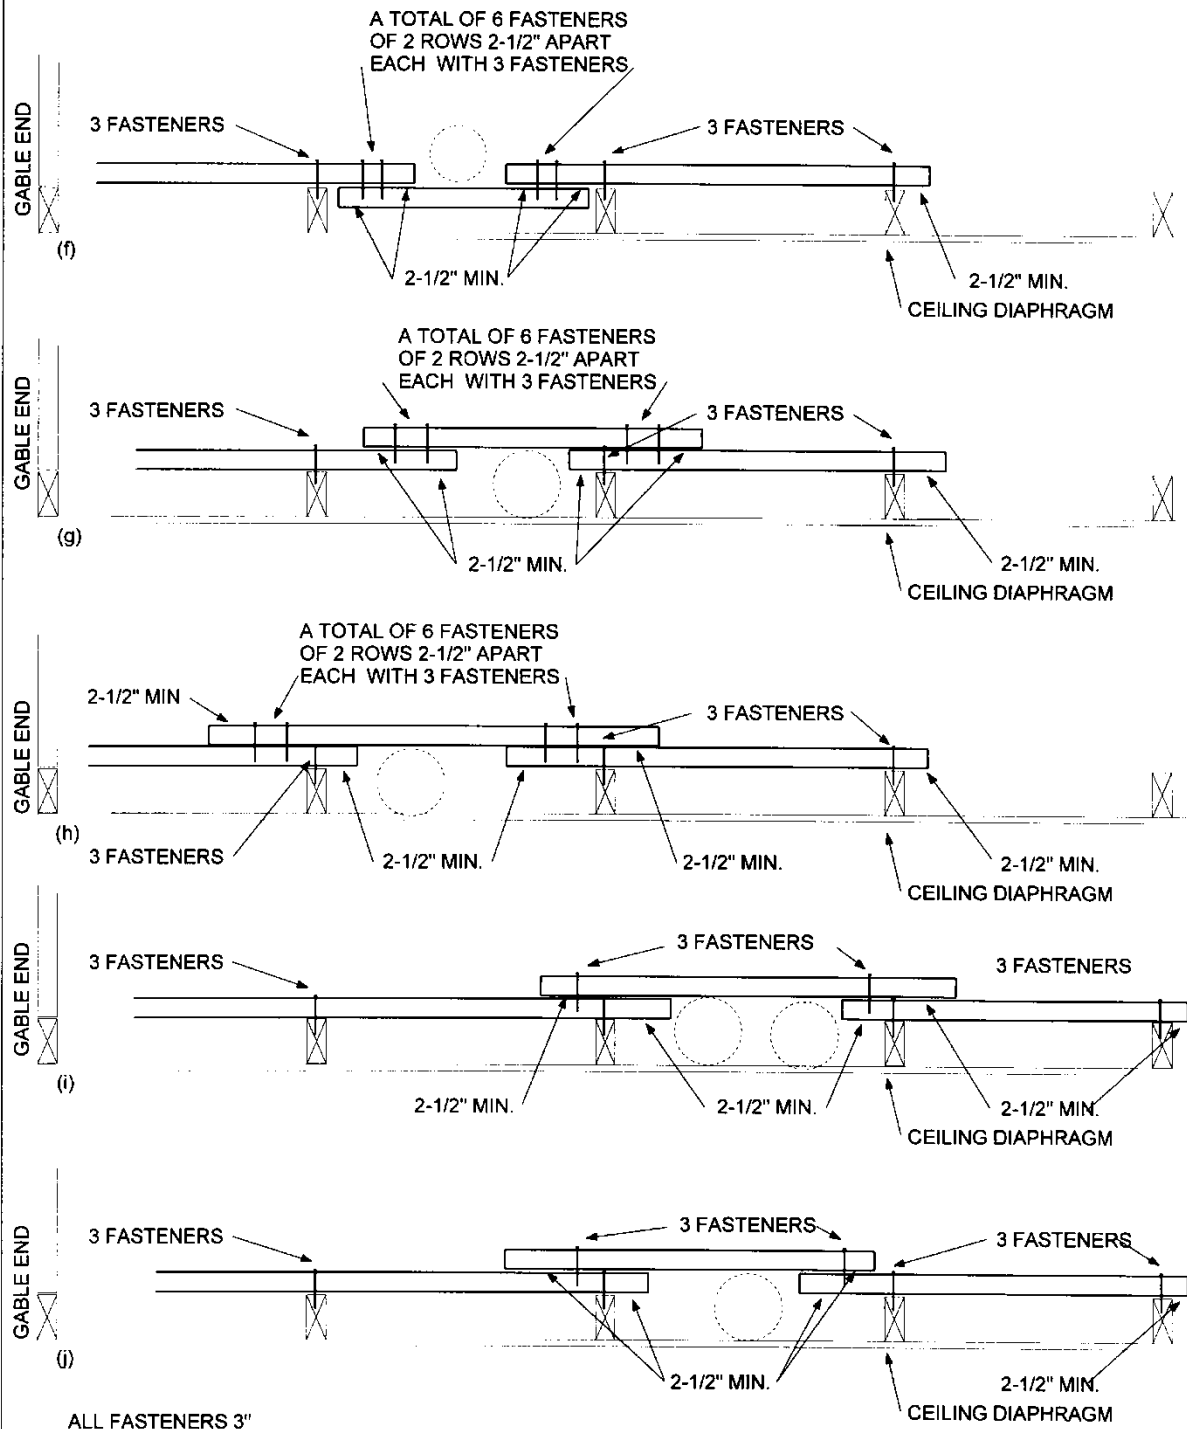 A TOTAL OF 6 FASTENERS
OF 2 ROWS 2-1/2" APART
EACH WITH 3 FASTENERS
3 FASTENERS
3 FASTENERS
GABLE END
(f)
2-1/2" MIN.
2-1/2" MIN.
CEILING DIAPHRAGM
A TOTAL OF 6 FASTENERS
OF 2 ROWS 2-1/2" APART
EACH WITH 3 FASTENERS
3 FASTENERS
3 FASTENERS
GABLE END
(g)
2-1/2" MIN.
2-1/2" MIN.
CEILING DIAPHRAGM
A TOTAL OF 6 FASTENERS
OF 2 ROWS 2-1/2" APART
EACH WITH 3 FASTENERS
2-1/2" MIN
3 FASTENERS
GABLE END
(h)
3 FASTENERS
2-1/2" MIN.
2-1/2" MIN.
2-1/2" MIN.
CEILING DIAPHRAGM
3 FASTENERS
3 FASTENERS
3 FASTENERS
GABLE END
(i)
2-1/2" MIN.
2-1/2" MIN.
2-1/2" MIN.
CEILING DIAPHRAGM
3 FASTENERS
3 FASTENERS
3 FASTENERS
GABLE END
(j)
2-1/2" MIN.
2-1/2" MIN.
CEILING DIAPHRAGM
ALL FASTENERS 3"